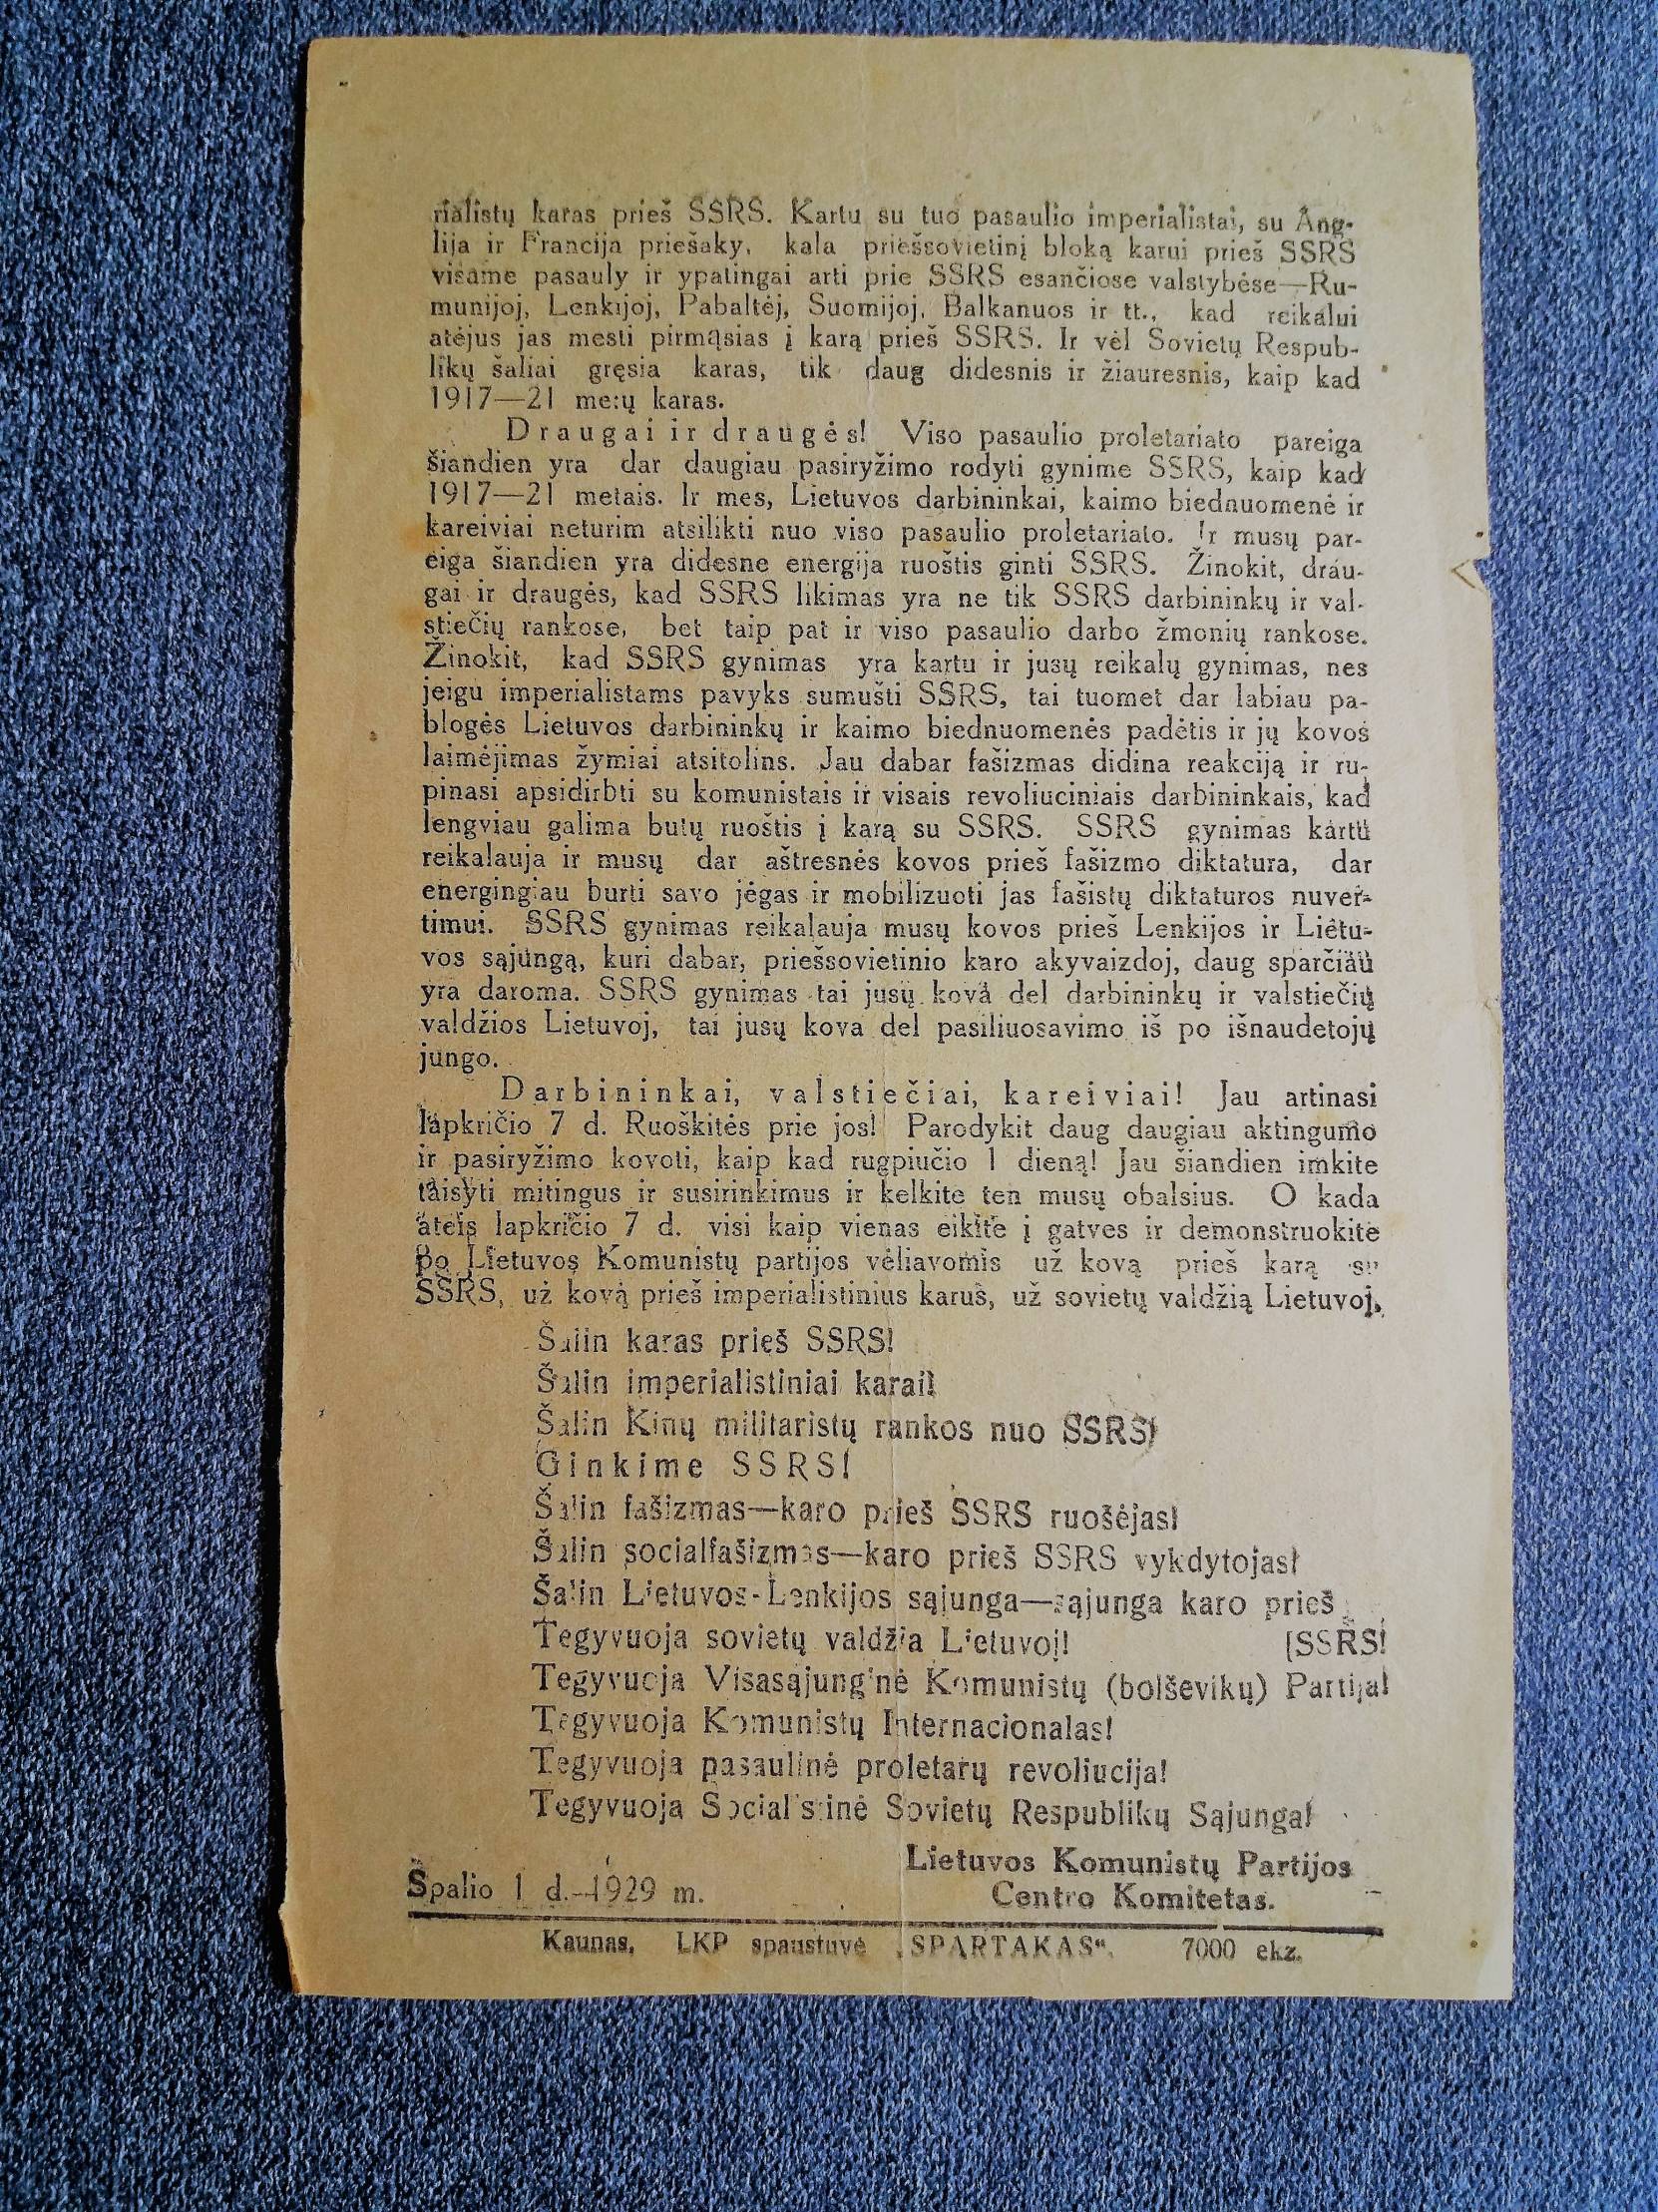 rialistų karas prieš SSRS. Kartu su tuo pasaulio imperialistai, su Ang-
lija ir Francija priešaky, kala priešsovietinį bloką karui prieš SSRS
visame pasauly ir ypatingai arti prie SSRS esančiose valstybėse—Ru-
munijoj, Lenkijoj, Pabaltėj, Suomijoj, Balkanuos ir tt., kad reikalui
atėjus jas mesti pirmąsias į karą prieš SSRS. Ir vėl Sovietų Respub-
likų šaliai gręsia karas, tik daug didesnis ir žiauresnis, kaip kad
1917—21 metų karas.
Draugai ir draugės! Viso pasaulio proletariato pareiga
šiandien yra dar daugiau pasiryžimo rodyti gynime SSRS, kaip kad
1917—21 metais. Ir mes, Lietuvos darbininkai, kaimo biednuomenė ir
kareiviai neturim atsilikti nuo viso pasaulio proletariato. Ir musų par-
eiga šiandien yra didesne energija ruoštis ginti SSRS. Žinokit, drau-
gai ir draugės, kad SSRS likimas yra ne tik SSRS darbininkų ir val-
stiečių rankose, bet taip pat ir viso pasaulio darbo žmonių rankose.
Žinokit, kad SSRS gynimas yra kartu ir jusų reikalų gynimas, nes
jeigu imperialistams pavyks sumušti SSRS, tai tuomet dar labiau pa-
blogės Lietuvos darbininkų ir kaimo biednuomenės padėtis ir jų kovos
laimėjimas žymiai atsitolins. Jau dabar fašizmas didina reakciją ir ru-
pinasi apsidirbti su komunistais ir visais revoliuciniais darbininkais, kad
lengviau galima butų ruoštis į karą su SSRS. SSRS gynimas kartu
reikalauja ir musų dar aštresnės kovos prieš fašizmo diktatura, dar
energingiau burti savo jėgas ir mobilizuoti jas fašistų diktaturos nuver-
timui. SSRS gynimas reikalauja musų kovos prieš Lenkijos ir Lietu-
vos sąjungą, kuri dabar, priešsovietinio karo akyvaizdoj, daug sparčiau
yra daroma. SSRS gynimas tai jusų kova del darbininkų ir valstiečių
valdžios Lietuvoj, tai jusų kova del pasiliuosavimo iš po išnaudetojų
jungo.
Darbininkai, valstiečiai, kareiviai! Jau artinasi
lapkričio 7 d. Ruoškitės prie jos! Parodykit daug daugiau aktingumo
ir pasiryžimo kovoti, kaip kad rugpiučio 1 dieną! Jau šiandien imkite
taisyti mitingus ir susirinkimus ir kelkite ten musų obalsius. O kada
ateis lapkričio 7 d. visi kaip vienas eikite į gatves ir demonstruokite
po Lietuvos Komunistų partijos vėliavomis už kovą prieš karą su
SSRS, už kovą prieš imperialistinius karus, už sovietų valdžią Lietuvoj.
Šalin karas prieš SSRS!
Šalin imperialistiniai karai!
Šalin Kinų militaristų rankos nuo SSRS!
Ginkime SSRS!
Šalin fašizmas—karo prieš SSRS ruošėjas!
Šalin socialfašizmas—karo prieš SSRS vykdytojas!
Šalin Lietuvos-Lenkijos sąjunga—sąjunga karo prieš
Tegyvuoja sovietų valdžia Lietuvoj! [SSRS!
Tegyvuoja Visasąjunginė Komunistų (bolševikų) Partija!
Tegyvuoja Komunistų Internacionalas!
Tegyvuoja pasaulinė proletarų revoliucija!
Tegyvuoja Socialistinė Sovietų Respublikų Sąjunga!
Lietuvos Komunistų Partijos
Spalio 1 d.—1929 m. Centro Komitetas.
Kaunas, LKP spaustuvė „SPARTAKAS“. 7000 ekz.